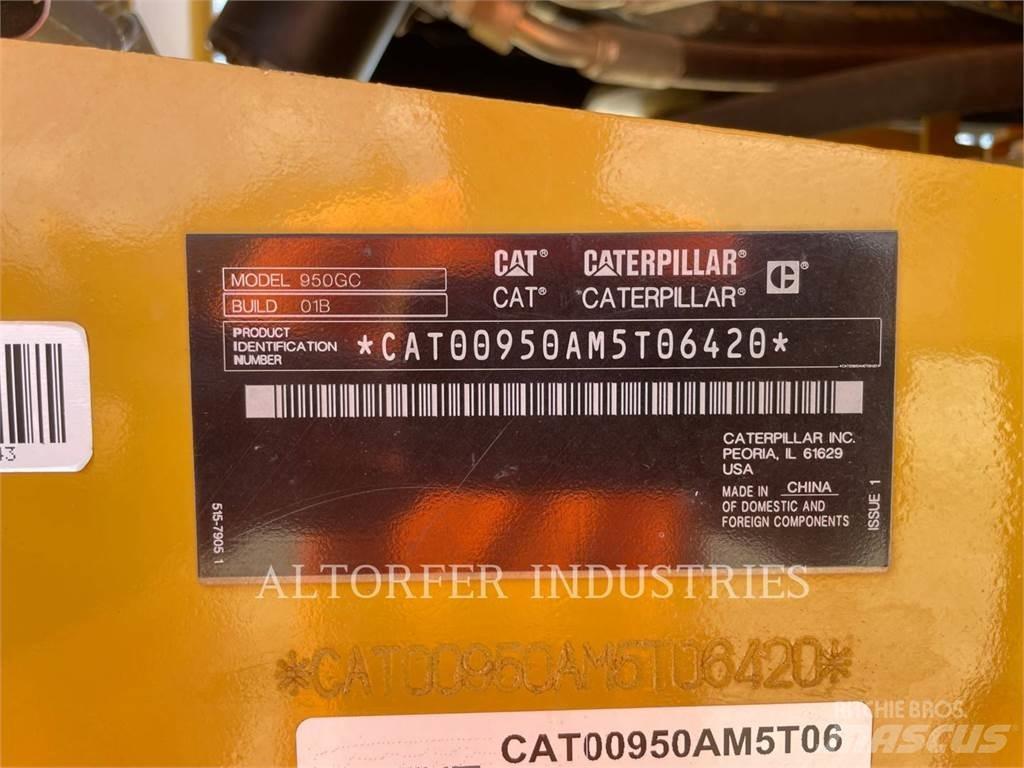 CAT® CATERPILLAR® C®
CAT® CATERPILLAR®
MODEL 950GC
BUILD 01B
PRODUCT
IDENTIFICATION
NUMBER
*CAT00950AM5T06420*
CATERPILLAR INC.
PEORIA, IL 61629
USA
MADE IN CHINA
OF DOMESTIC AND
FOREIGN COMPONENTS
515-7905 1
ISSUE 1
43
ALTORFER INDUSTRIES
*CAT00950AM5T06420*
CAT00950AM5T06
RITCHIE BROS.
MASCUS